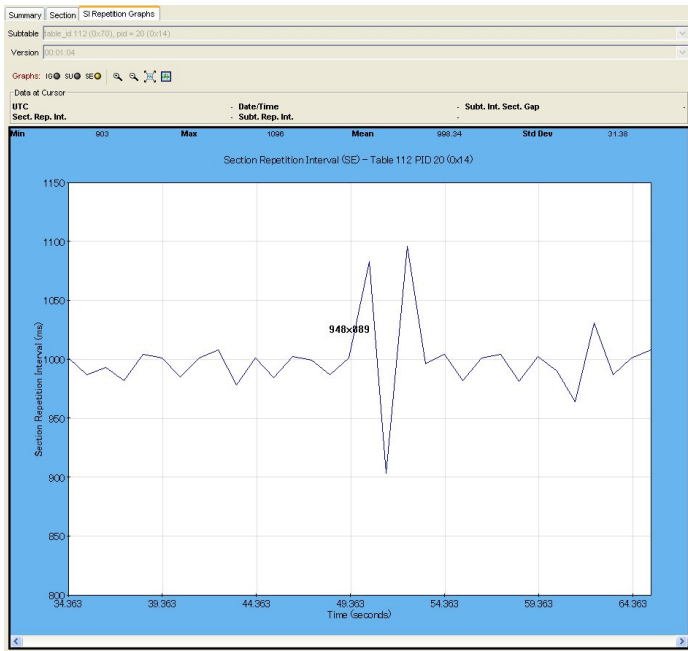 Summary Section SI Repetition Graphs
Subtable table_id 112 (0x70), pid = 20 (0x14)
Version 00:01:04
Graphs: IG SU SE
Data at Cursor
UTC - Date/Time - Subt. Int. Sect. Gap -
Sect. Rep. Int. - Subt. Rep. Int. -
Min 903 Max 1096 Mean 998.34 Std Dev 31.38
Section Repetition Interval (SE) - Table 112 PID 20 (0x14)
1150
1100
1050
1000
950
900
850
800
Section Repetition Interval (ms)
948x889
34.363 39.363 44.363 49.363 54.363 59.363 64.363
Time (seconds)